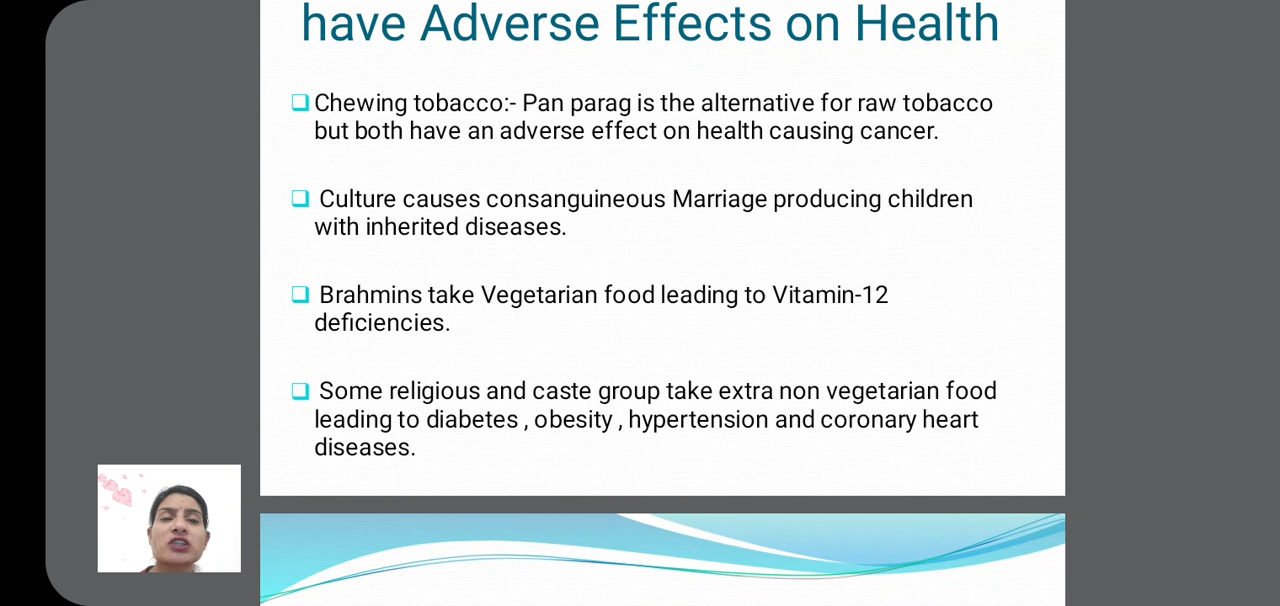 have Adverse Effects on Health
Chewing tobacco:- Pan parag is the alternative for raw tobacco
but both have an adverse effect on health causing cancer.
Culture causes consanguineous Marriage producing children
with inherited diseases.
Brahmins take Vegetarian food leading to Vitamin-12
deficiencies.
Some religious and caste group take extra non vegetarian food
leading to diabetes , obesity , hypertension and coronary heart
diseases.